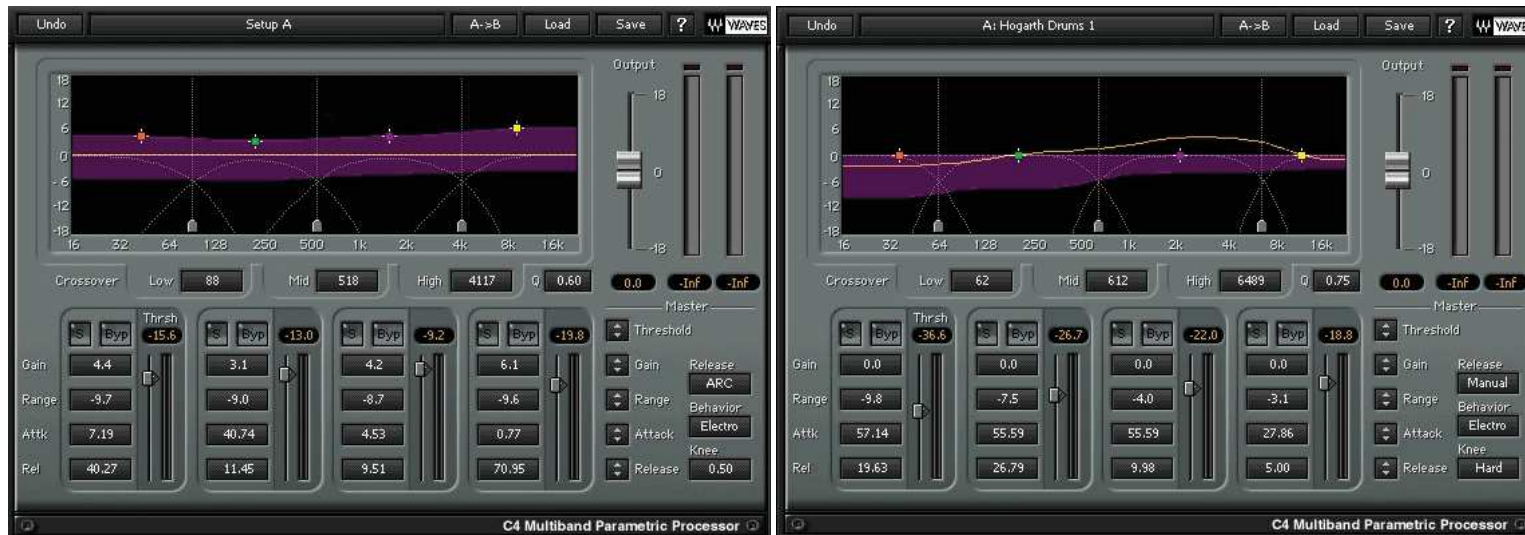 Undo Setup A A->B Load Save ? WAVES
Output
18
12
6
0
-6
-12
-18
16 32 64 128 250 500 1k 2k 4k 8k 16k
18
0
-18
Crossover Low 88 Mid 518 High 4117 Q 0.60 0.0 -Inf -Inf
Master
Thrsh
S Byp -15.6 S Byp -13.0 S Byp -9.2 S Byp -19.8 Threshold
Gain 4.4 3.1 4.2 6.1 Gain Release
ARC
Range -9.7 -9.0 -8.7 -9.6 Range Behavior
Electro
Attk 7.19 40.74 4.53 0.77 Attack Knee
Rel 40.27 11.45 9.51 70.95 Release 0.50
C4 Multiband Parametric Processor
Undo A: Hogarth Drums 1 A->B Load Save ? WAVES
Output
18
12
6
0
-6
-12
-18
16 32 64 128 250 500 1k 2k 4k 8k 16k
18
0
-18
Crossover Low 62 Mid 612 High 6489 Q 0.75 0.0 -Inf -Inf
Master
Thrsh
S Byp -36.6 S Byp -26.7 S Byp -22.0 S Byp -18.8 Threshold
Gain 0.0 0.0 0.0 0.0 Gain Release
Manual
Range -9.8 -7.5 -4.0 -3.1 Range Behavior
Electro
Attk 57.14 55.59 55.59 27.86 Attack Knee
Rel 19.63 26.79 9.98 5.00 Release Hard
C4 Multiband Parametric Processor